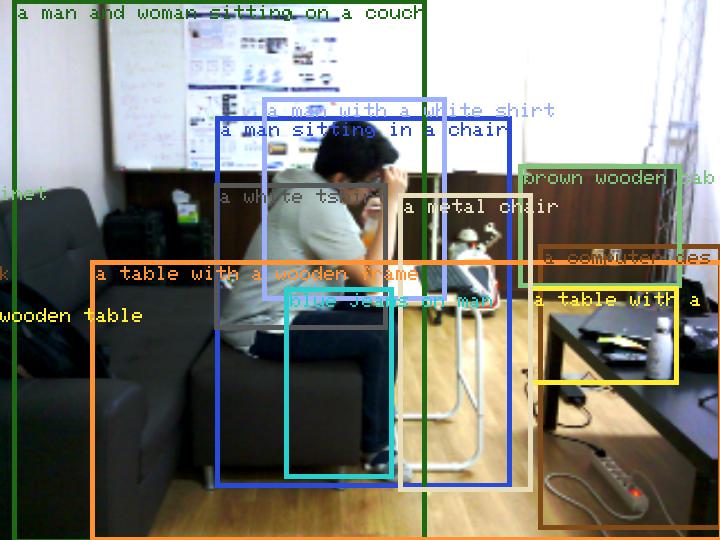 a man and woman sitting on a couch
a man with a white shirt
a man sitting in a chair
brown wooden cab
inet
a white tshirt
a metal chair
a computer des
k
a table with a wooden frame
blue jeans on man
a table with a
wooden table